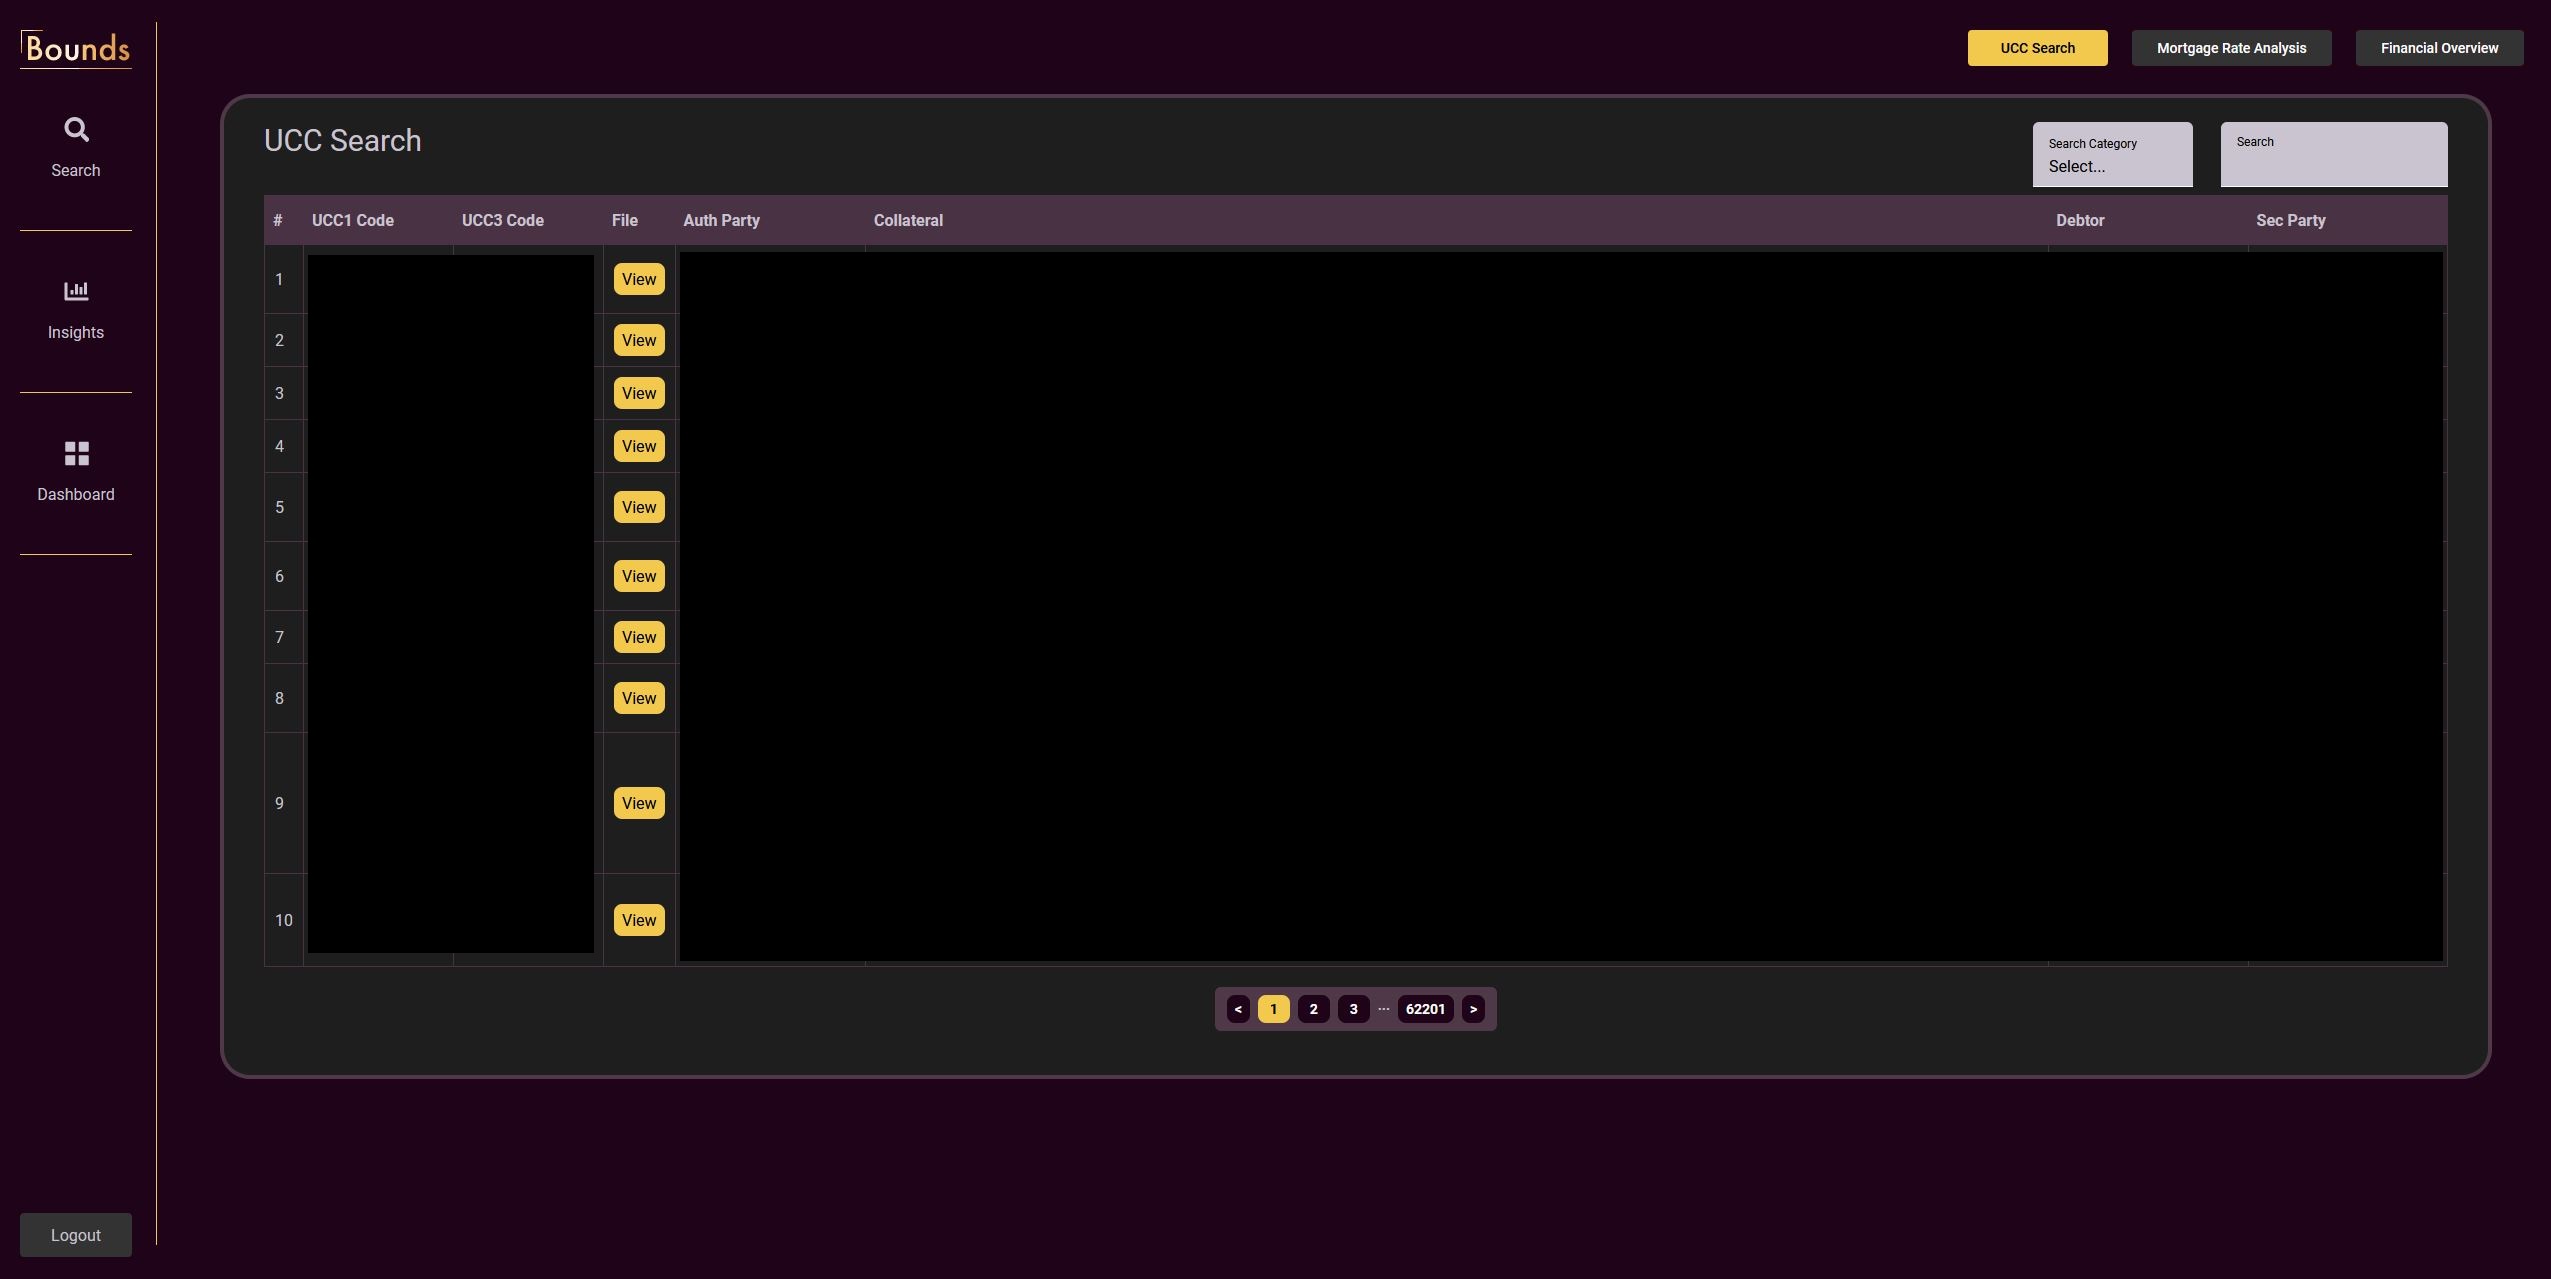 Bounds
Search
Insights
Dashboard
Logout
UCC Search Mortgage Rate Analysis Financial Overview
UCC Search
Search Category
Select...
Search
# UCC1 Code UCC3 Code File Auth Party Collateral Debtor Sec Party
1 View
2 View
3 View
4 View
5 View
6 View
7 View
8 View
9 View
10 View
< 1 2 3 ... 62201 >